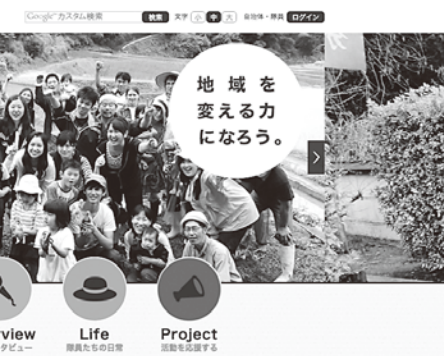 Google カスタム検索 検索 文字 小 中 大 自治体・隊員 ログイン
地域を
変える力
になろう。
view Life Project
タビュー 隊員たちの日常 活動を応援する